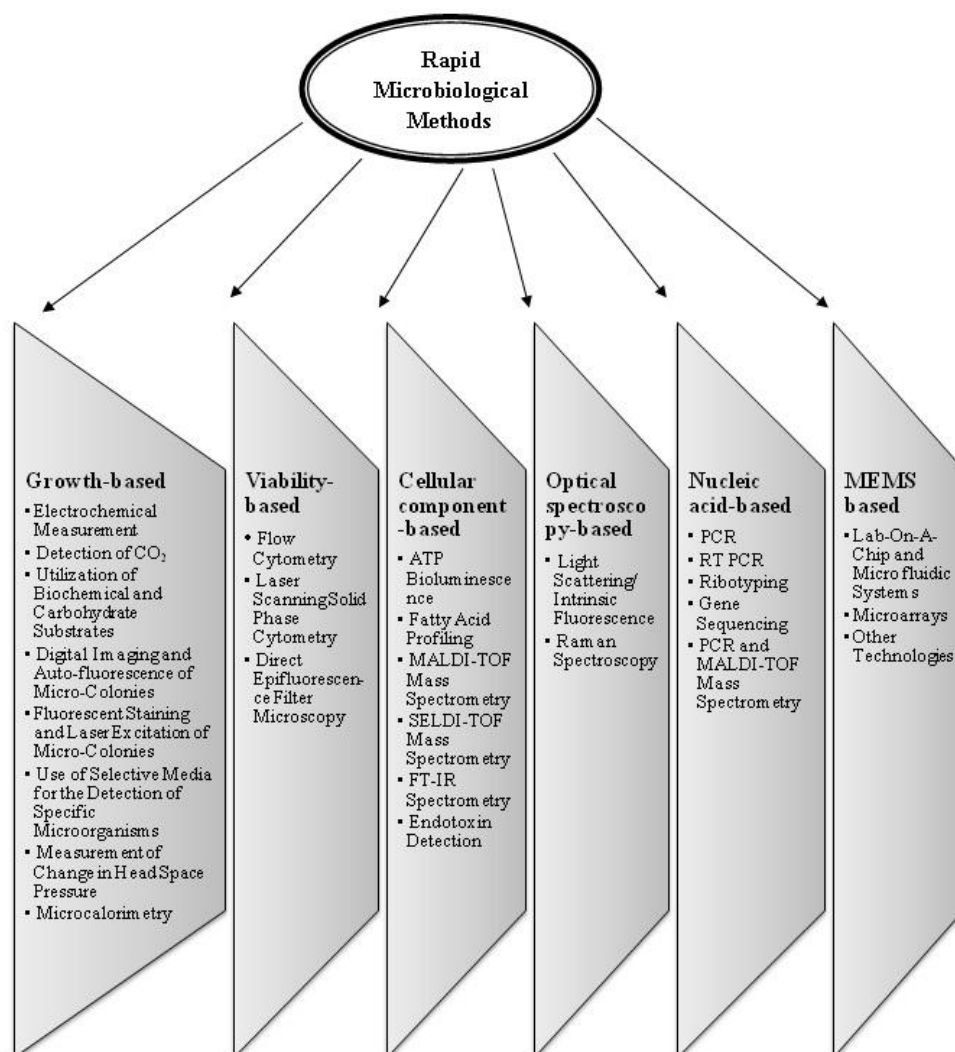 Rapid
Microbiological
Methods
Growth-based
▪ Electrochemical
Measurement
▪ Detection of CO₂
▪ Utilization of
Biochemical and
Carbohydrate
Substrates
▪ Digital Imaging and
Auto-fluorescence of
Micro-Colonies
▪ Fluorescent Staining
and Laser Excitation of
Micro-Colonies
▪ Use of Selective Media
for the Detection of
Specific
Microorganisms
▪ Measurement of
Change in Head Space
Pressure
▪ Microcalorimetry
Viability-
based
• Flow
Cytometry
▪ Laser
Scanning Solid
Phase
Cytometry
▪ Direct
Epifluorescen-
ce Filter
Microscopy
Cellular
component
-based
▪ ATP
Bioluminesce
nce
▪ Fatty Acid
Profiling
▪ MALDI-TOF
Mass
Spectrometry
▪ SELDI-TOF
Mass
Spectrometry
▪ FT-IR
Spectrometry
▪ Endotoxin
Detection
Optical
spectrosco
py-based
▪ Light
Scattering/
Intrinsic
Fluorescence
▪ Raman
Spectroscopy
Nucleic
acid-based
▪ PCR
▪ RT PCR
▪ Ribotyping
▪ Gene
Sequencing
▪ PCR and
MALDI-TOF
Mass
Spectrometry
MEMS
based
▪ Lab-On-A-
Chip and
Microfluidic
Systems
▪ Microarrays
▪ Other
Technologies